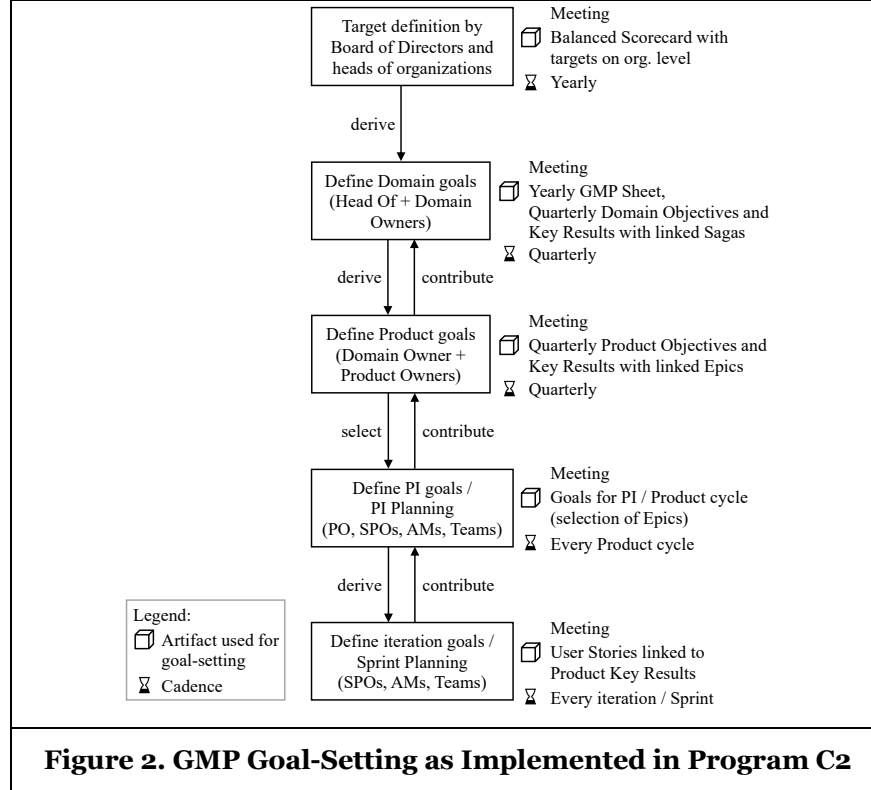 Target definition by
Board of Directors and
heads of organizations
Meeting
Balanced Scorecard with
targets on org. level
Yearly
derive
Define Domain goals
(Head Of + Domain
Owners)
Meeting
Yearly GMP Sheet,
Quarterly Domain Objectives and
Key Results with linked Sagas
Quarterly
derive
contribute
Define Product goals
(Domain Owner +
Product Owners)
Meeting
Quarterly Product Objectives and
Key Results with linked Epics
Quarterly
select
contribute
Define PI goals /
PI Planning
(PO, SPOs, AMs, Teams)
Meeting
Goals for PI / Product cycle
(selection of Epics)
Every Product cycle
derive
contribute
Define iteration goals /
Sprint Planning
(SPOs, AMs, Teams)
Meeting
User Stories linked to
Product Key Results
Every iteration / Sprint
Legend:
Artifact used for
goal-setting
Cadence
Figure 2. GMP Goal-Setting as Implemented in Program C2